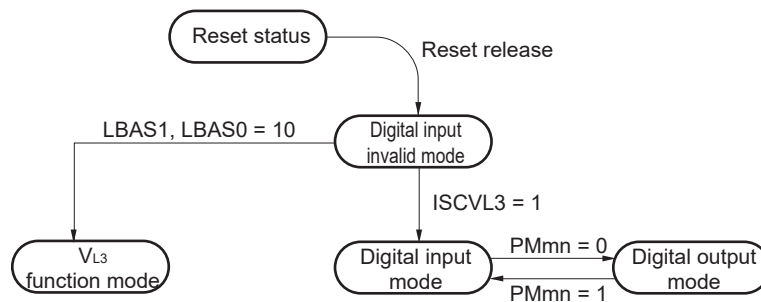 Reset status
Reset release
LBAS1, LBAS0 = 10
Digital input
invalid mode
ISCVL3 = 1
VL3
function mode
Digital input
mode
PMmn = 0
PMmn = 1
Digital output
mode